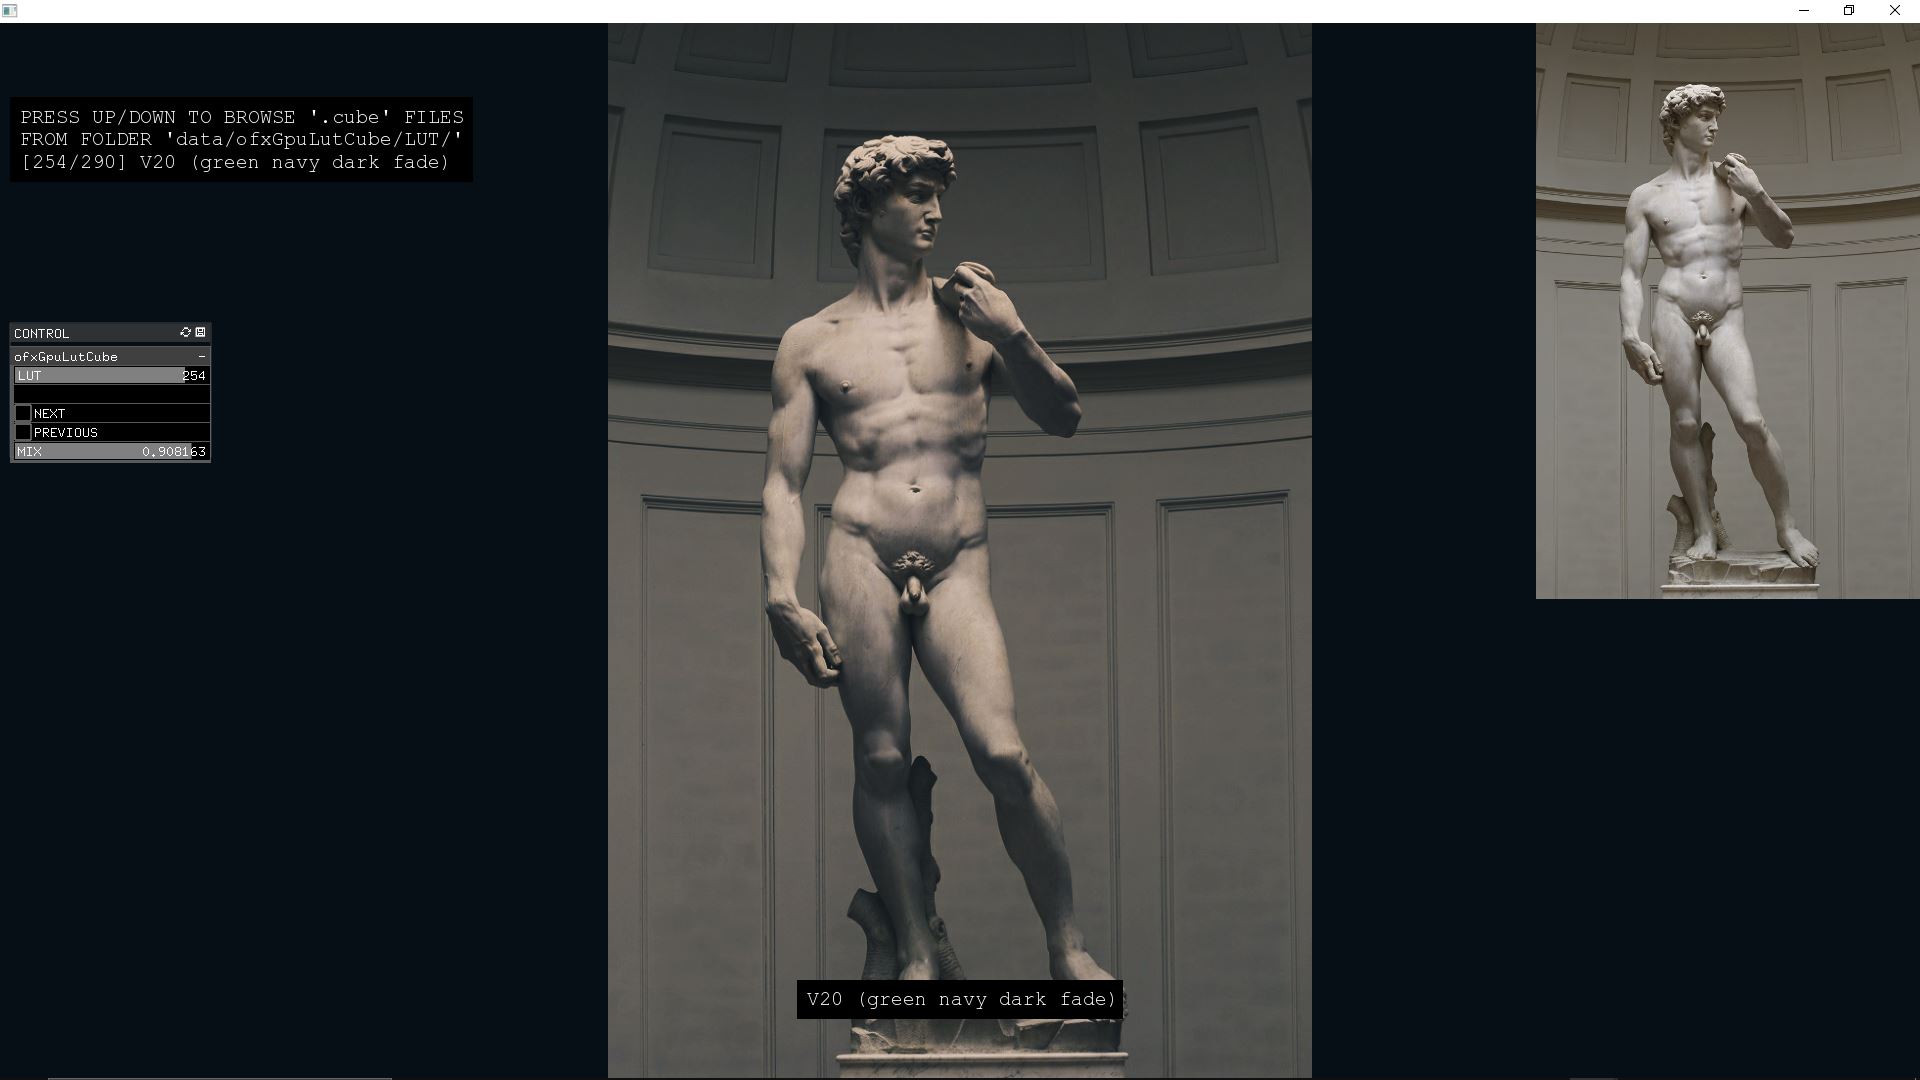 PRESS UP/DOWN TO BROWSE '.cube' FILES
FROM FOLDER 'data/ofxGpuLutCube/LUT/'
[254/290] V20 (green navy dark fade)
CONTROL
ofxGpuLutCube -
LUT 254
NEXT
PREVIOUS
MIX 0.908163
V20 (green navy dark fade)